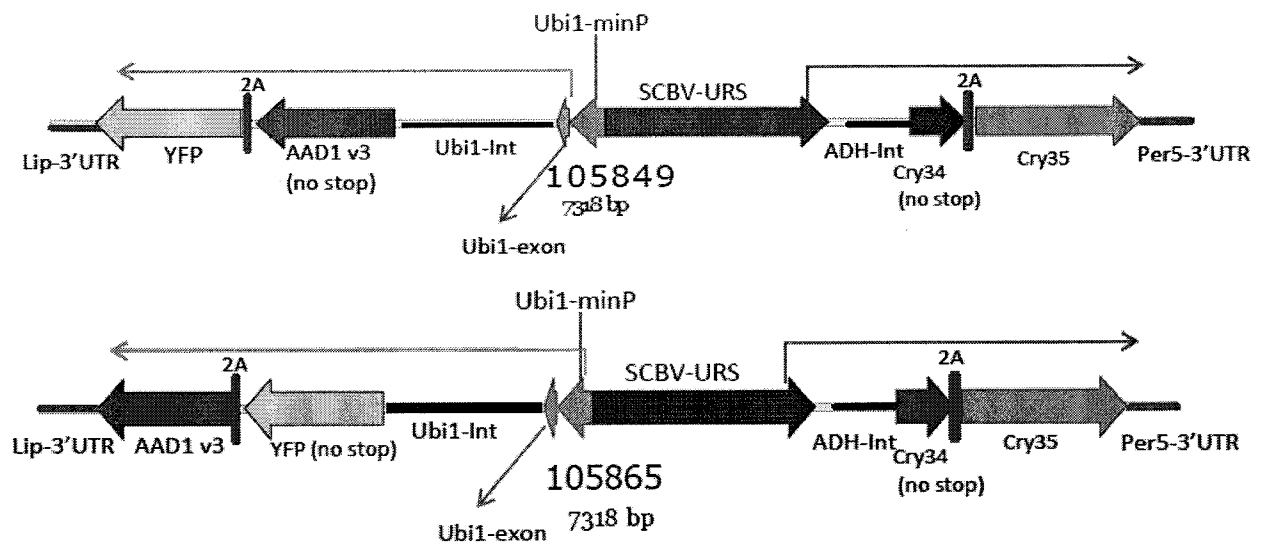 Ubi1-minP
2A
SCBV-URS
2A
Lip-3'UTR
YFP
AAD1 v3
(no stop)
Ubi1-Int
ADH-Int
Cry34
(no stop)
Cry35
Per5-3'UTR
105849
7318 bp
Ubi1-exon
Ubi1-minP
2A
SCBV-URS
2A
Lip-3'UTR
AAD1 v3
YFP (no stop)
Ubi1-Int
ADH-Int
Cry34
(no stop)
Cry35
Per5-3'UTR
105865
7318 bp
Ubi1-exon